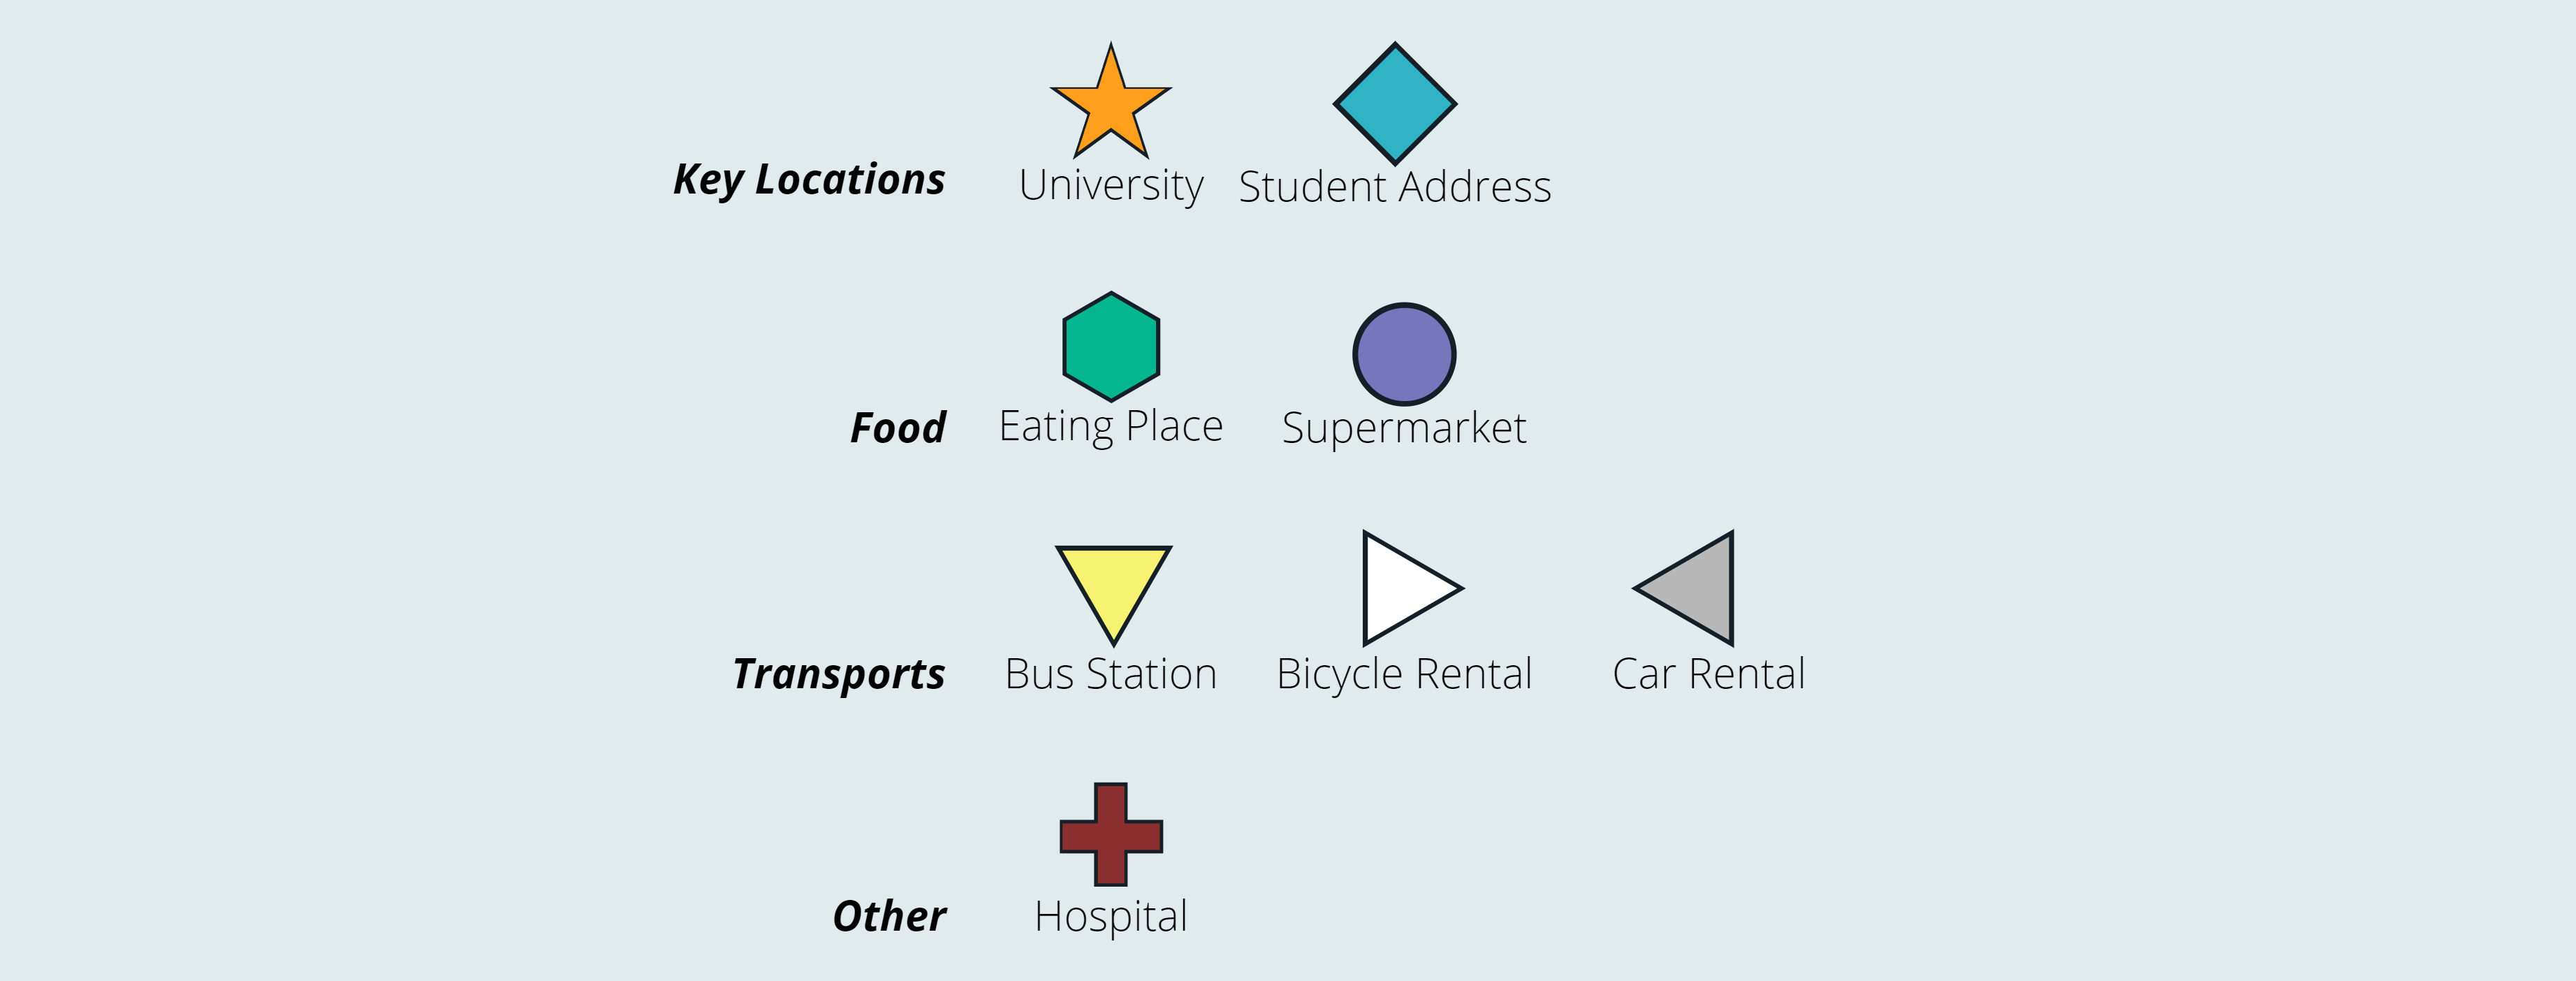 Key Locations
University
Student Address
Food
Eating Place
Supermarket
Transports
Bus Station
Bicycle Rental
Car Rental
Other
Hospital